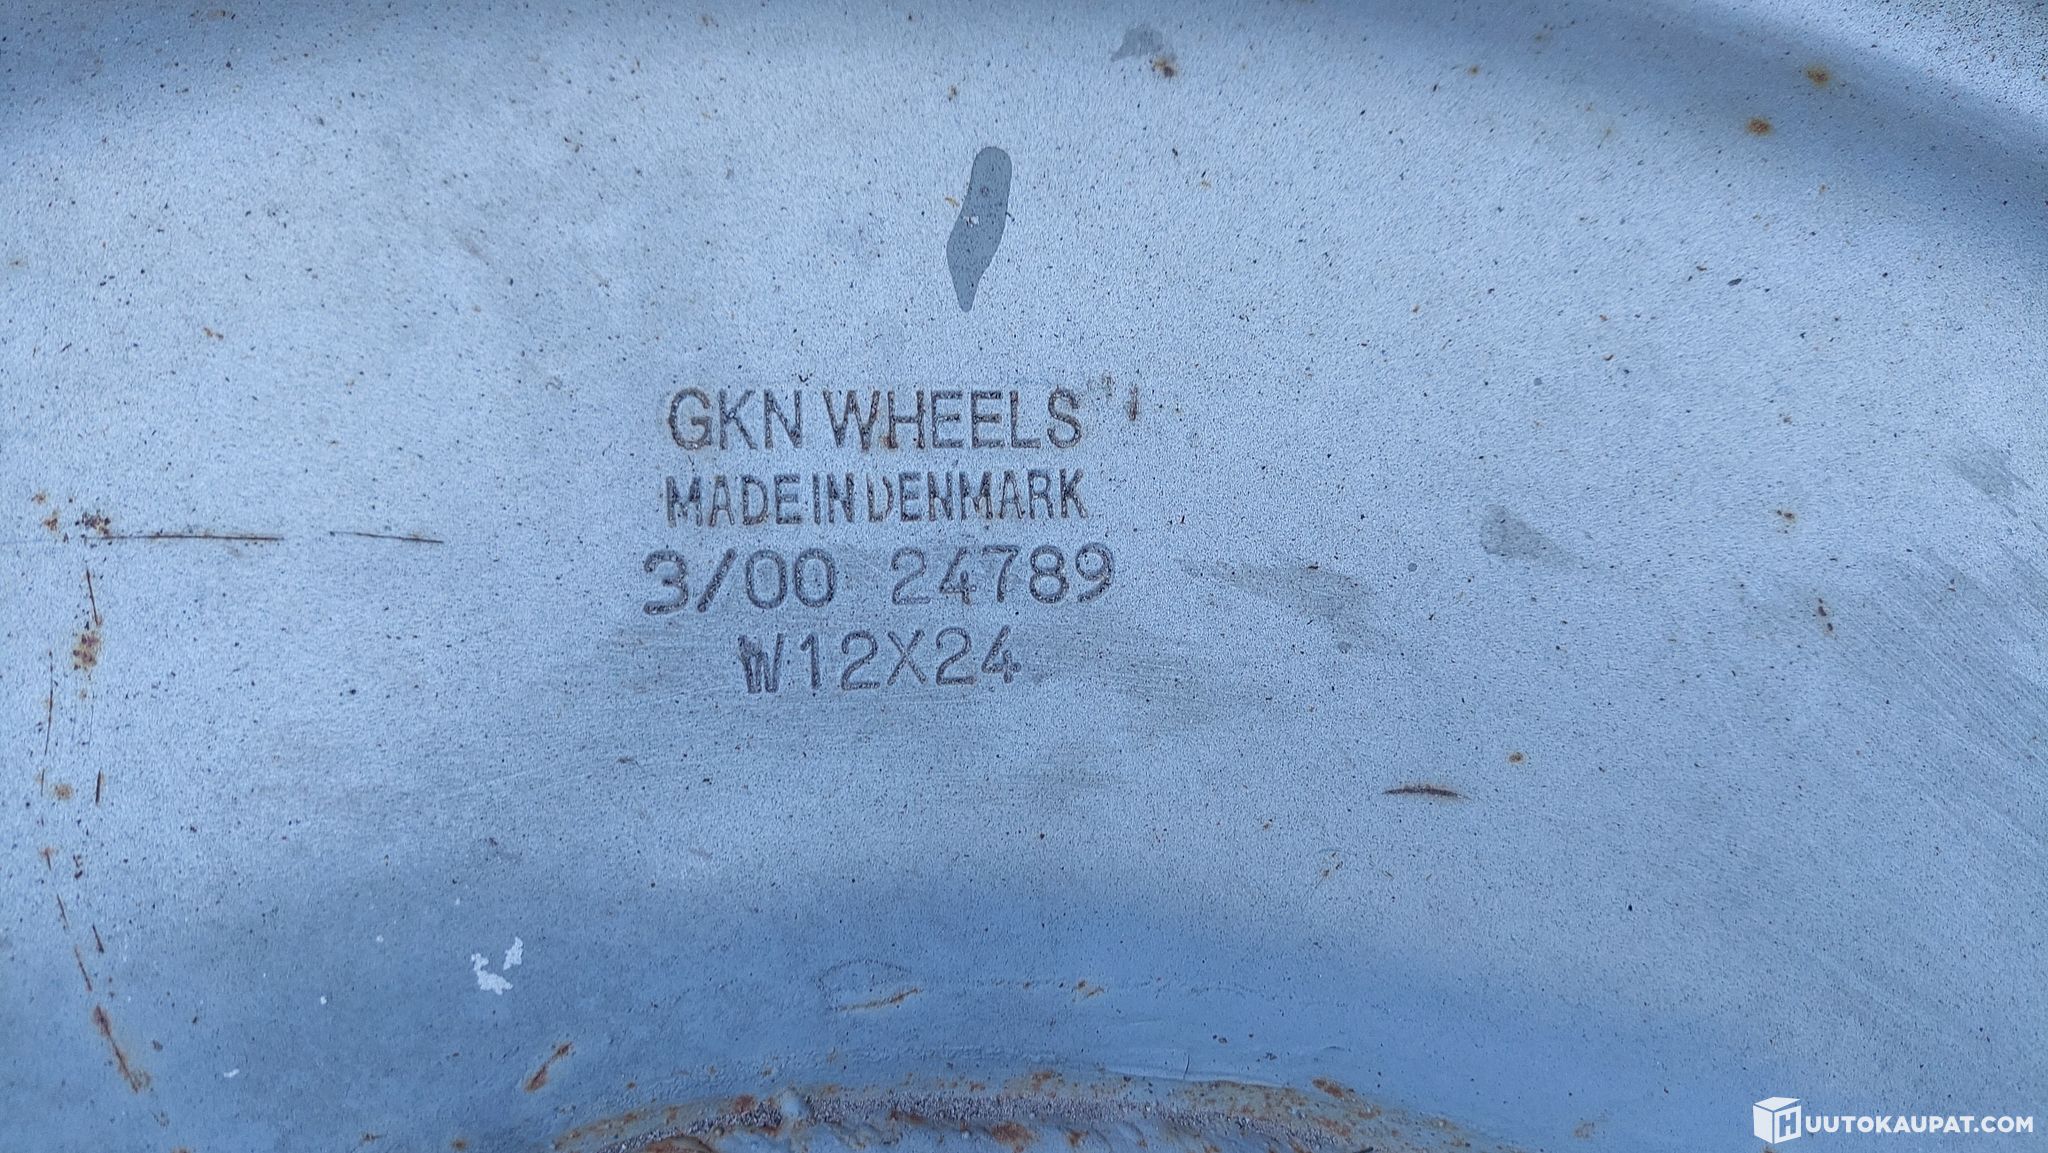 GKN WHEELS
MADE IN DENMARK
3/00 24789
W12X24
HUUTOKAUPAT.COM